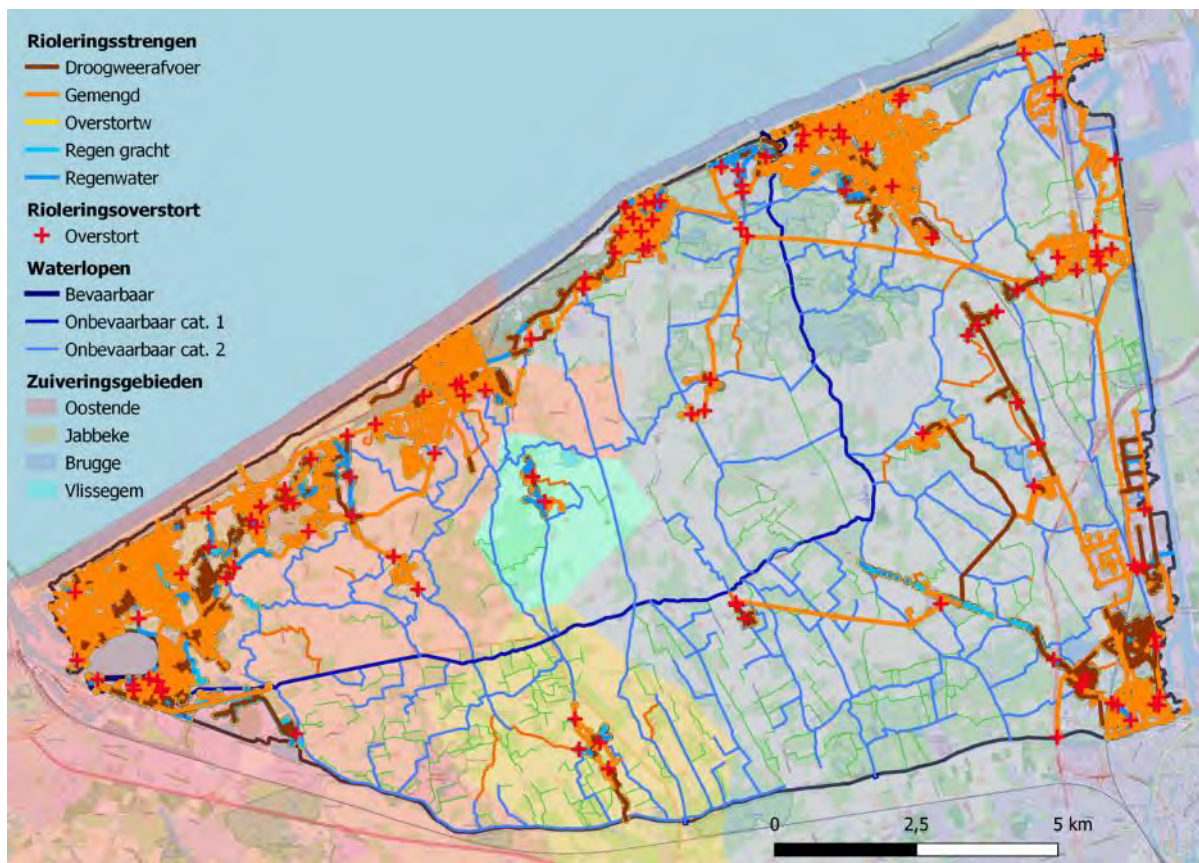 Rioleringsstrengen
Droogweerafvoer
Gemengd
Overstortw
Regen gracht
Regenwater
Rioleringsoverstort
Overstort
Waterlopen
Bevaarbaar
Onbevaarbaar cat. 1
Onbevaarbaar cat. 2
Zuiveringsgebieden
Oostende
Jabbeke
Brugge
Vlissegem
0 2,5 5 km